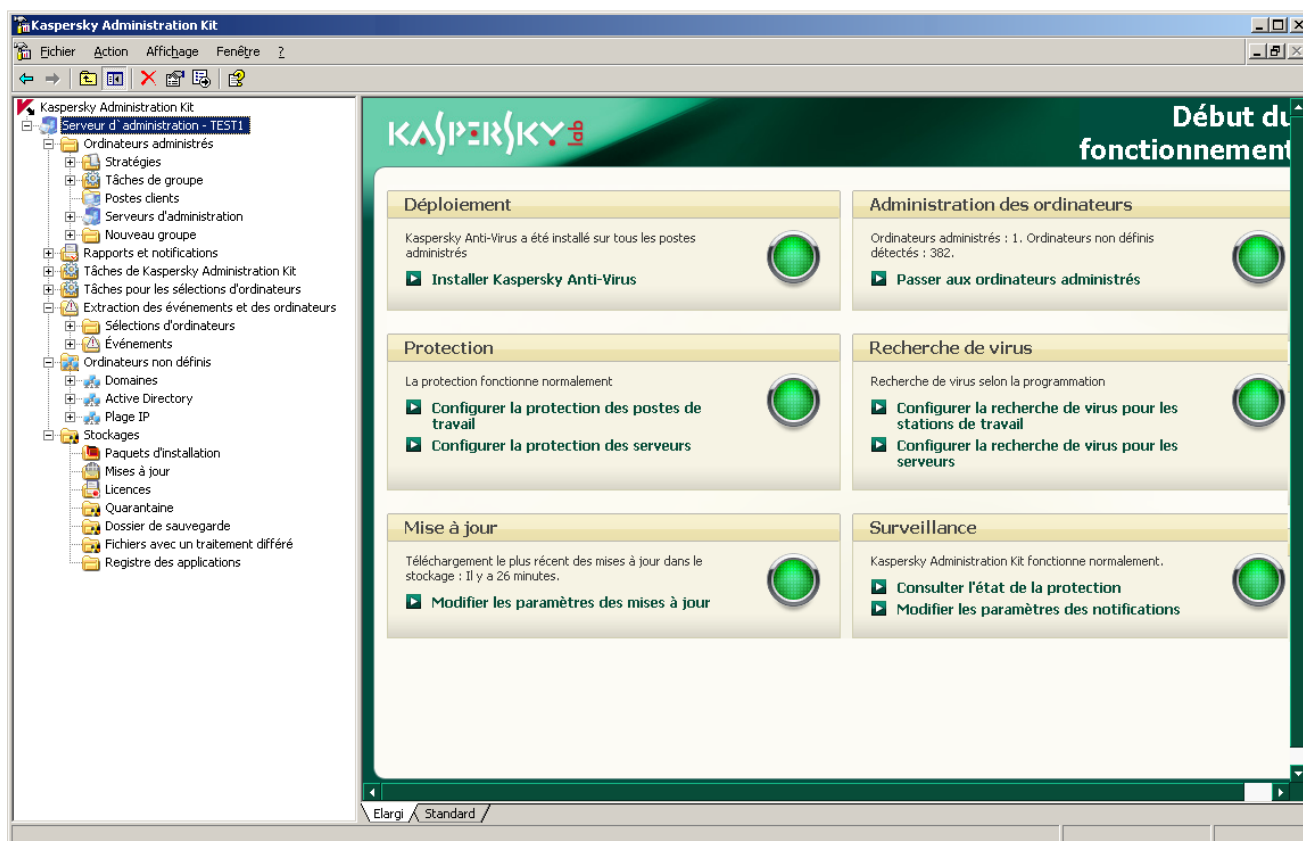 Kaspersky Administration Kit
Fichier Action Affichage Fenêtre ?
Kaspersky Administration Kit
Serveur d`administration - TEST1
Ordinateurs administrés
Stratégies
Tâches de groupe
Postes clients
Serveurs d'administration
Nouveau groupe
Rapports et notifications
Tâches de Kaspersky Administration Kit
Tâches pour les sélections d'ordinateurs
Extraction des événements et des ordinateurs
Sélections d'ordinateurs
Événements
Ordinateurs non définis
Domaines
Active Directory
Plage IP
Stockages
Paquets d'installation
Mises à jour
Licences
Quarantaine
Dossier de sauvegarde
Fichiers avec un traitement différé
Registre des applications
KASPERSKY lab
Début du
fonctionnement
Déploiement
Kaspersky Anti-Virus a été installé sur tous les postes
administrés
Installer Kaspersky Anti-Virus
Administration des ordinateurs
Ordinateurs administrés : 1. Ordinateurs non définis
détectés : 382.
Passer aux ordinateurs administrés
Protection
La protection fonctionne normalement
Configurer la protection des postes de
travail
Configurer la protection des serveurs
Recherche de virus
Recherche de virus selon la programmation
Configurer la recherche de virus pour les
stations de travail
Configurer la recherche de virus pour les
serveurs
Mise à jour
Téléchargement le plus récent des mises à jour dans le
stockage : Il y a 26 minutes.
Modifier les paramètres des mises à jour
Surveillance
Kaspersky Administration Kit fonctionne normalement.
Consulter l'état de la protection
Modifier les paramètres des notifications
Elargi Standard